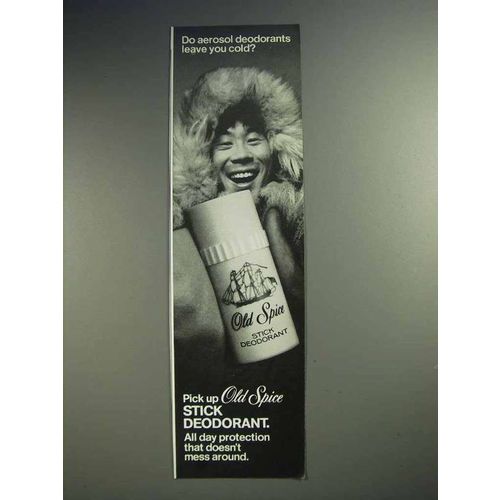 Do aerosol deodorants
leave you cold?
Old Spice
STICK
DEODORANT
Pick up Old Spice
STICK
DEODORANT.
All day protection
that doesn't
mess around.